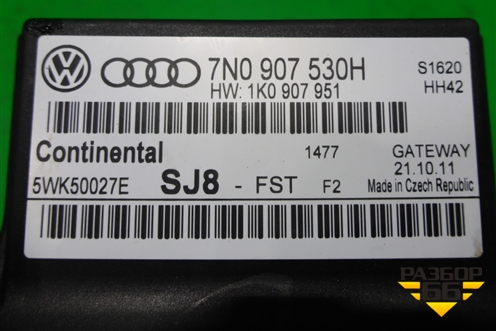 7N0 907 530H S1620
HW: 1K0 907 951 HH42
Continental 1477 GATEWAY
21.10.11
5WK50027E SJ8 - FST F2 Made in Czech Republic
РАЗБОР
66